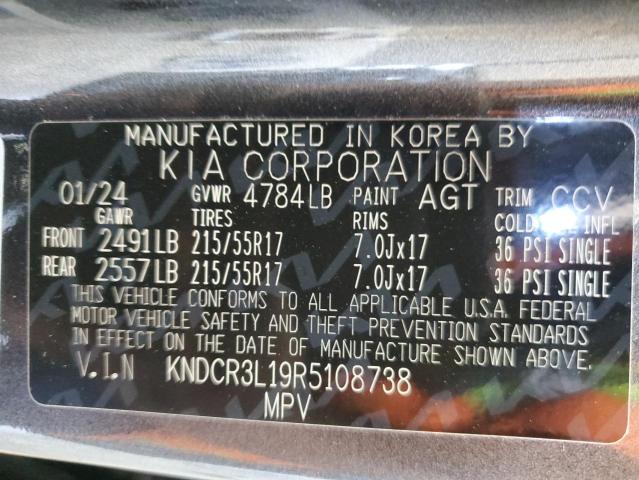 MANUFACTURED IN KOREA BY
KIA CORPORATION
01/24 GVWR 4784LB PAINT AGT TRIM CCV
GAWR TIRES RIMS COLD INFL
FRONT 2491LB 215/55R17 7.0Jx17 36 PSI SINGLE
REAR 2557LB 215/55R17 7.0Jx17 36 PSI SINGLE
THIS VEHICLE CONFORMS TO ALL APPLICABLE U.S.A. FEDERAL
MOTOR VEHICLE SAFETY AND THEFT PREVENTION STANDARDS
IN EFFECT ON THE DATE OF MANUFACTURE SHOWN ABOVE.
V.I.N KNDCR3L19R5108738
MPV